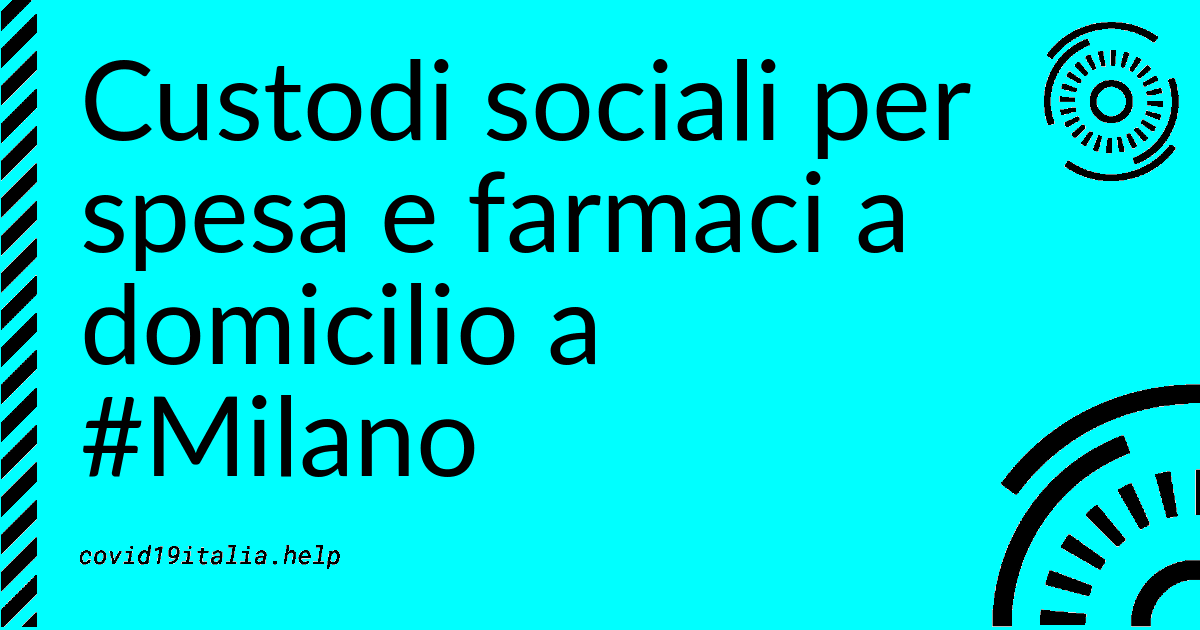 Custodi sociali per
spesa e farmaci a
domicilio a
#Milano
covid19italia.help